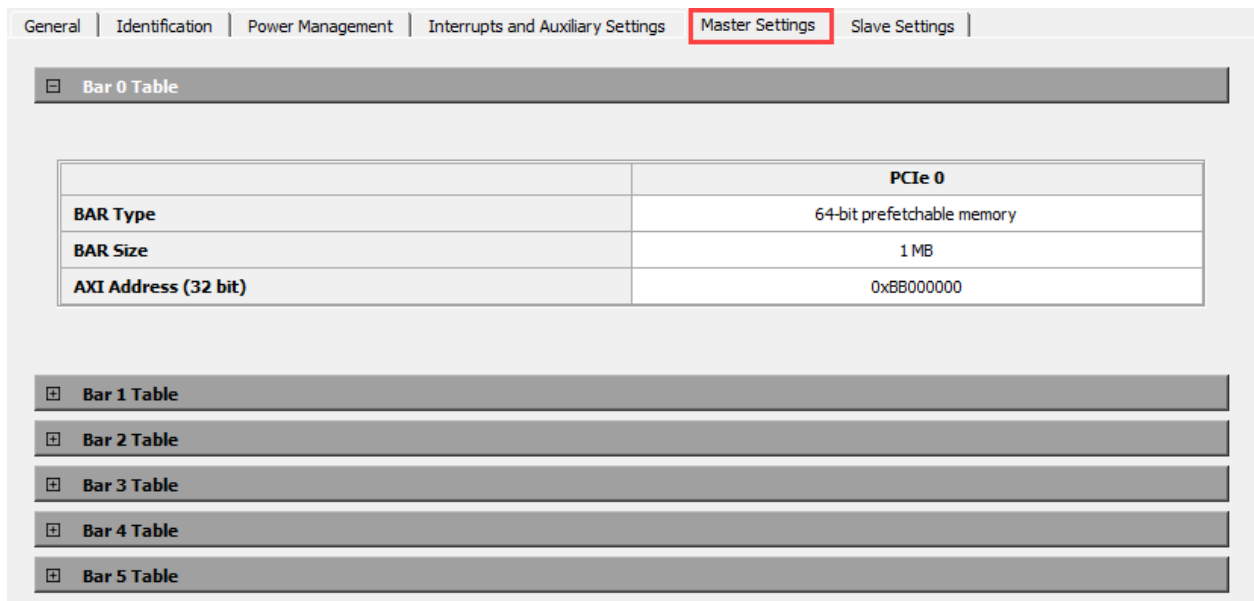 General Identification Power Management Interrupts and Auxiliary Settings Master Settings Slave Settings
Bar 0 Table
PCIe 0
BAR Type 64-bit prefetchable memory
BAR Size 1 MB
AXI Address (32 bit) 0xBB000000
Bar 1 Table
Bar 2 Table
Bar 3 Table
Bar 4 Table
Bar 5 Table